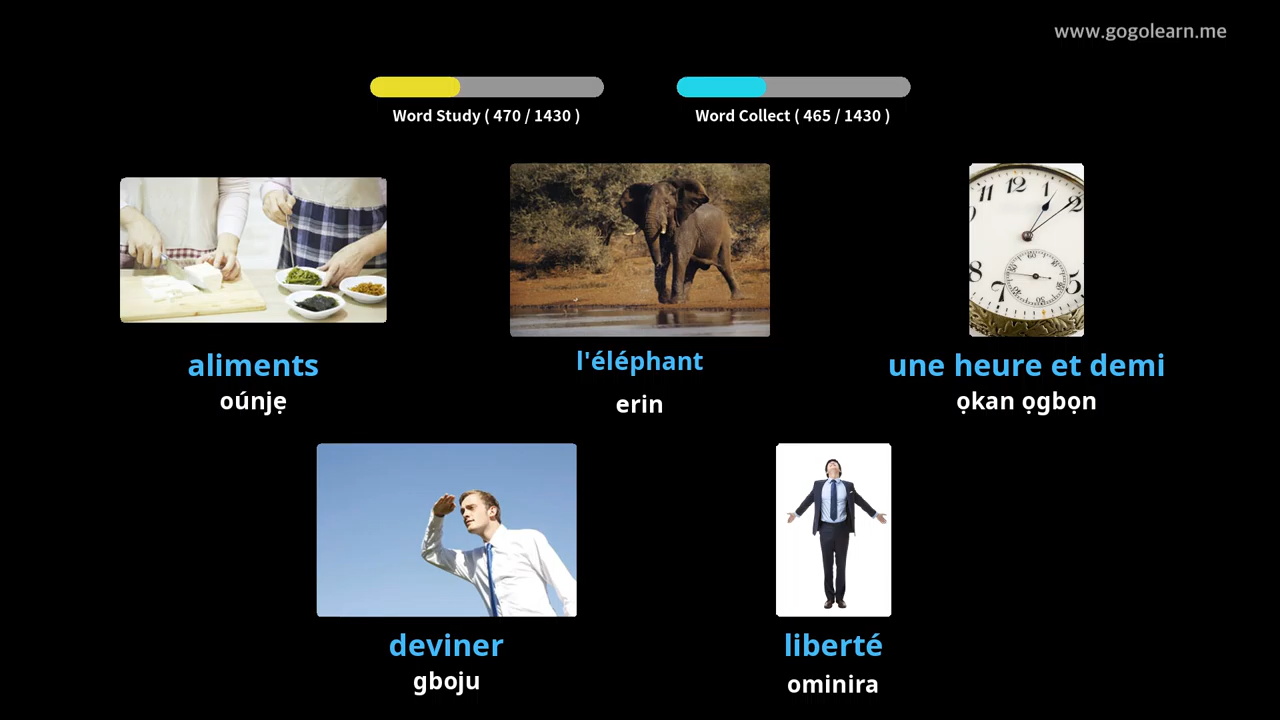 www.gogolearn.me
Word Study ( 470 / 1430 )
Word Collect ( 465 / 1430 )
aliments
oúnjẹ
l'éléphant
erin
une heure et demi
ọkan ọgbọn
deviner
gboju
liberté
ominira